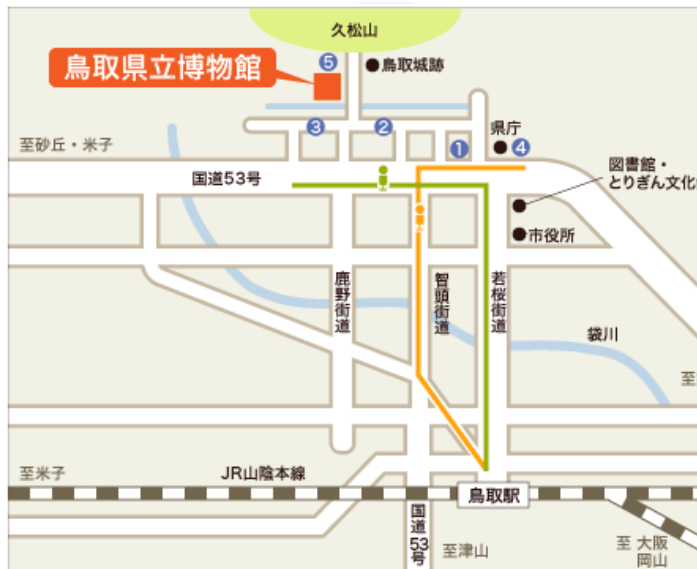 久松山
鳥取県立博物館
⑤
鳥取城跡
③
②
①
県庁
④
至砂丘・米子
国道53号
図書館・
とりぎん文化
市役所
鹿野街道
智頭街道
若桜街道
袋川
至
至米子
JR山陰本線
鳥取駅
国道53号
至津山
至 大阪
岡山